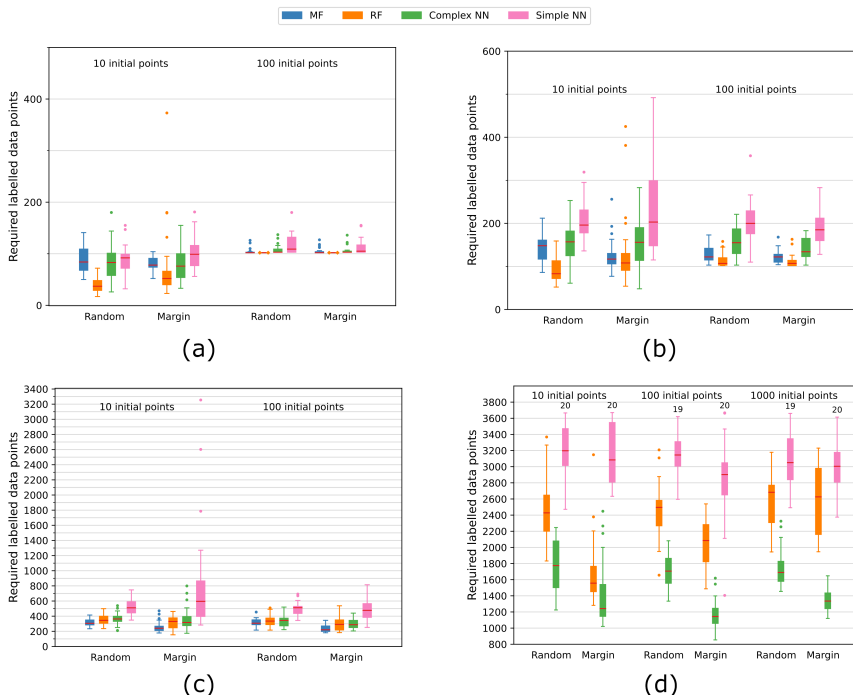 MF RF Complex NN Simple NN
Required labelled data points
400
200
0
10 initial points 100 initial points
Random Margin Random Margin
(a)
Required labelled data points
600
400
200
0
10 initial points 100 initial points
Random Margin Random Margin
(b)
Required labelled data points
3400
3200
3000
2800
2600
2400
2200
2000
1800
1600
1400
1200
1000
800
600
400
200
0
10 initial points 100 initial points
Random Margin Random Margin
(c)
Required labelled data points
3800
3600
3400
3200
3000
2800
2600
2400
2200
2000
1800
1600
1400
1200
1000
800
10 initial points 100 initial points 1000 initial points
20 20 19 20 19 20
Random Margin Random Margin Random Margin
(d)